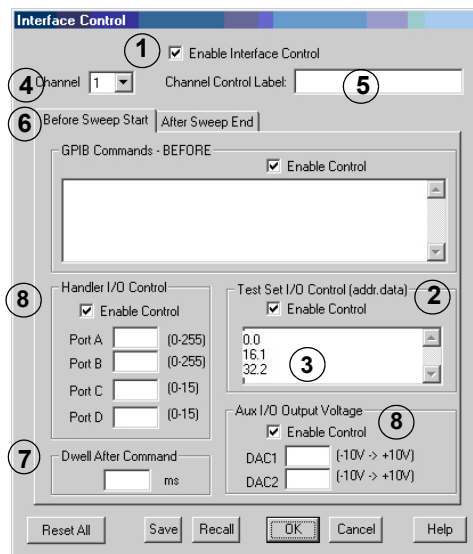 Interface Control
1 Enable Interface Control
4 Channel 1 Channel Control Label: 5
6 Before Sweep Start After Sweep End
GPIB Commands - BEFORE
Enable Control
8 Handler I/O Control
Enable Control
Port A (0-255)
Port B (0-255)
Port C (0-15)
Port D (0-15)
Test Set I/O Control (addr.data) 2
Enable Control
0.0
16.1
32.2
3
7 Dwell After Command
ms
Aux I/O Output Voltage
Enable Control 8
DAC1 (-10V -> +10V)
DAC2 (-10V -> +10V)
Reset All Save Recall OK Cancel Help